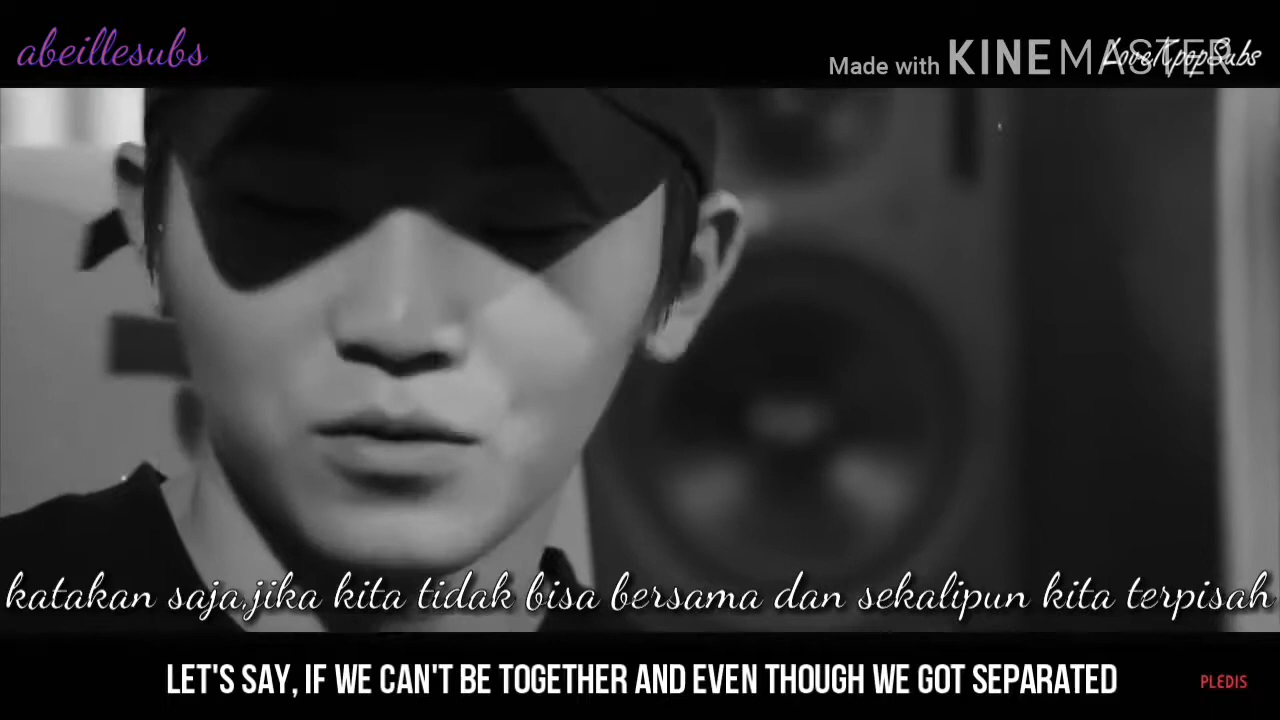 abeillesubs
Made with KINEMASTER
LoveKpopSubs
katakan saja,jika kita tidak bisa bersama dan sekalipun kita terpisah
LET'S SAY, IF WE CAN'T BE TOGETHER AND EVEN THOUGH WE GOT SEPARATED
PLEDIS